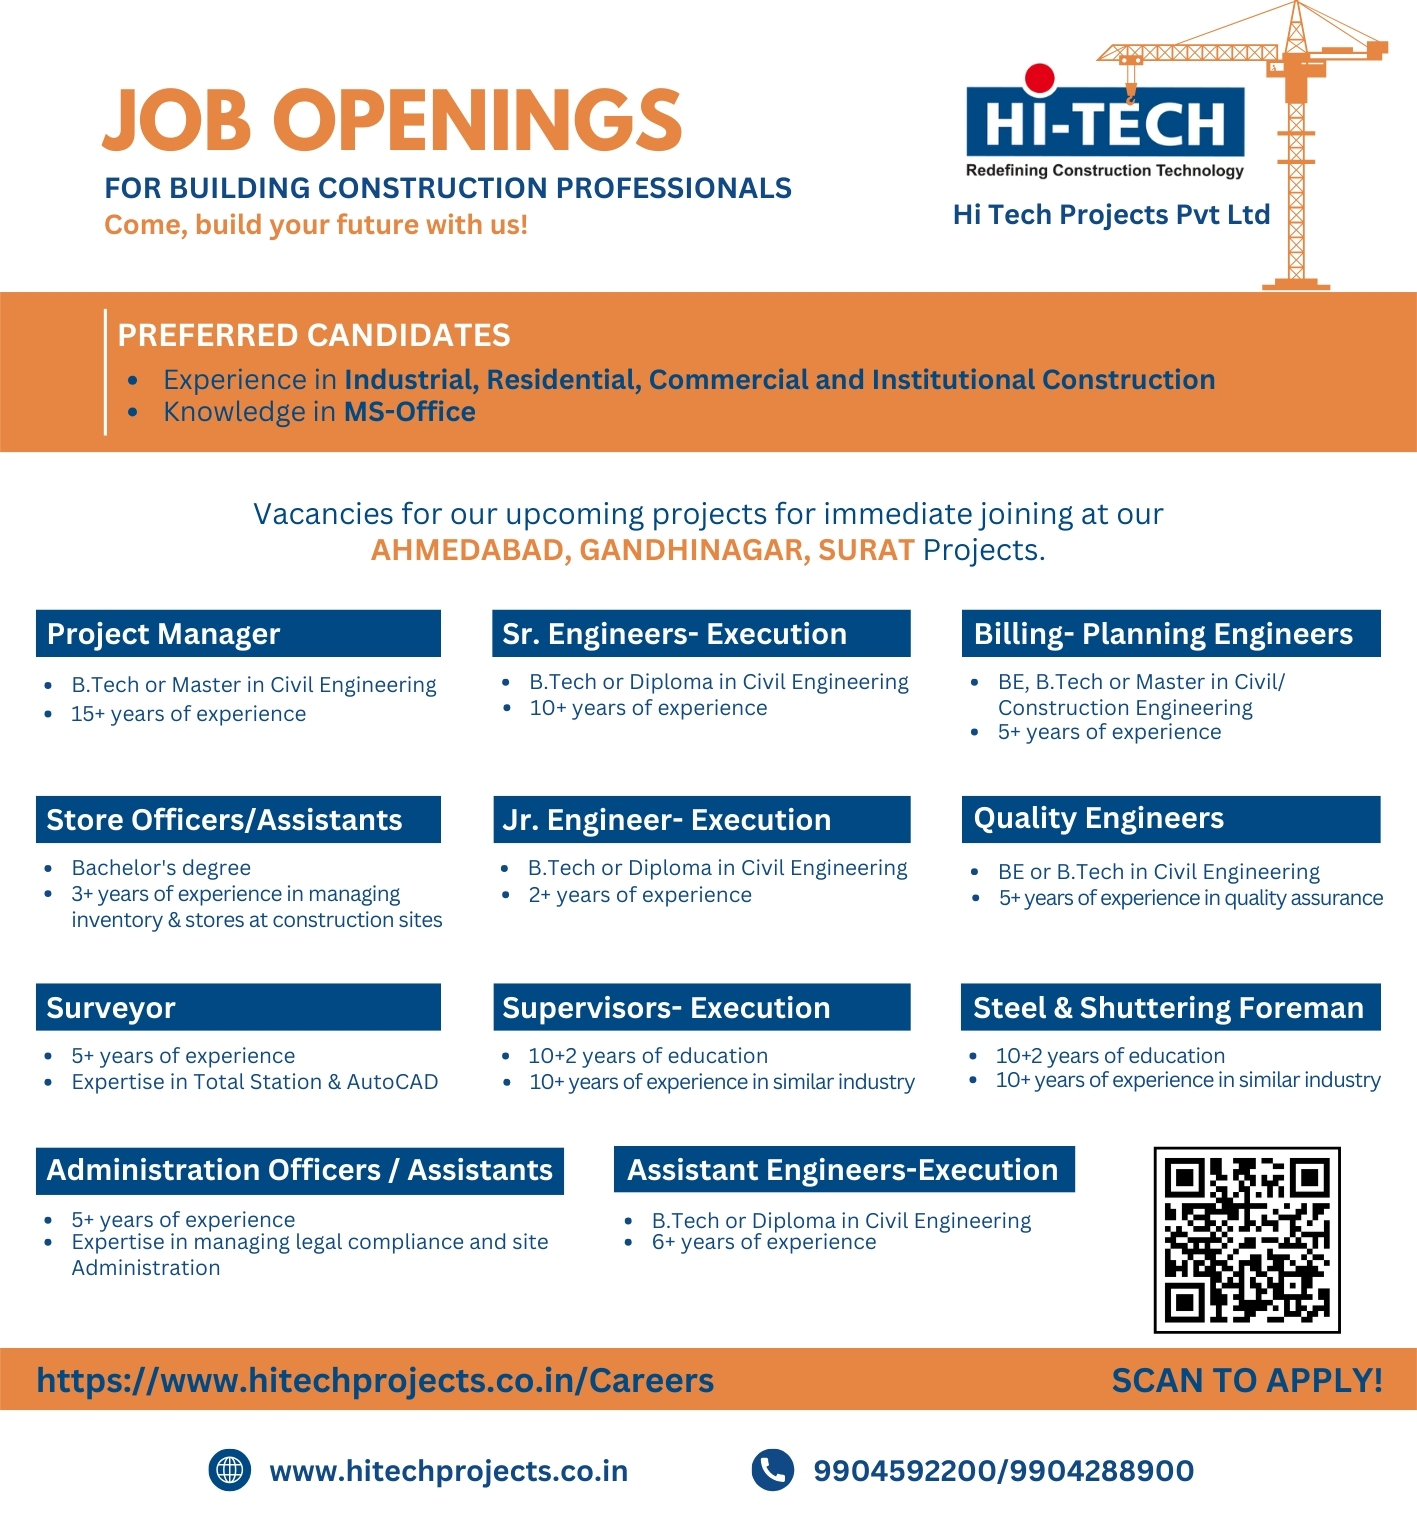 JOB OPENINGS
FOR BUILDING CONSTRUCTION PROFESSIONALS
Come, build your future with us!
Hi-TECH
Redefining Construction Technology
Hi Tech Projects Pvt Ltd
PREFERRED CANDIDATES
• Experience in Industrial, Residential, Commercial and Institutional Construction
• Knowledge in MS-Office
Vacancies for our upcoming projects for immediate joining at our
AHMEDABAD, GANDHINAGAR, SURAT Projects.
Project Manager
• B.Tech or Master in Civil Engineering
• 15+ years of experience
Sr. Engineers- Execution
• B.Tech or Diploma in Civil Engineering
• 10+ years of experience
Billing- Planning Engineers
• BE, B.Tech or Master in Civil/
Construction Engineering
• 5+ years of experience
Store Officers/Assistants
• Bachelor's degree
• 3+ years of experience in managing
inventory & stores at construction sites
Jr. Engineer- Execution
• B.Tech or Diploma in Civil Engineering
• 2+ years of experience
Quality Engineers
• BE or B.Tech in Civil Engineering
• 5+ years of experience in quality assurance
Surveyor
• 5+ years of experience
• Expertise in Total Station & AutoCAD
Supervisors- Execution
• 10+2 years of education
• 10+ years of experience in similar industry
Steel & Shuttering Foreman
• 10+2 years of education
• 10+ years of experience in similar industry
Administration Officers / Assistants
• 5+ years of experience
• Expertise in managing legal compliance and site
Administration
Assistant Engineers-Execution
• B.Tech or Diploma in Civil Engineering
• 6+ years of experience
https://www.hitechprojects.co.in/Careers
SCAN TO APPLY!
www.hitechprojects.co.in
9904592200/9904288900